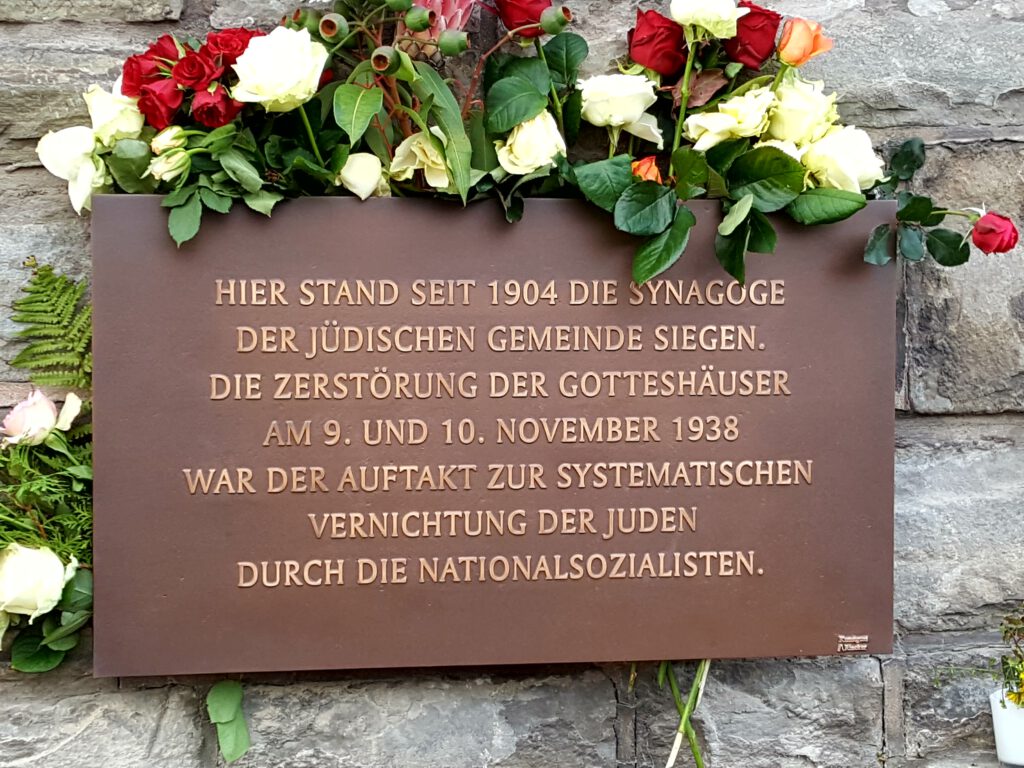 HIER STAND SEIT 1904 DIE SYNAGOGE
DER JÜDISCHEN GEMEINDE SIEGEN.
DIE ZERSTÖRUNG DER GOTTESHÄUSER
AM 9. UND 10. NOVEMBER 1938
WAR DER AUFTAKT ZUR SYSTEMATISCHEN
VERNICHTUNG DER JUDEN
DURCH DIE NATIONALSOZIALISTEN.